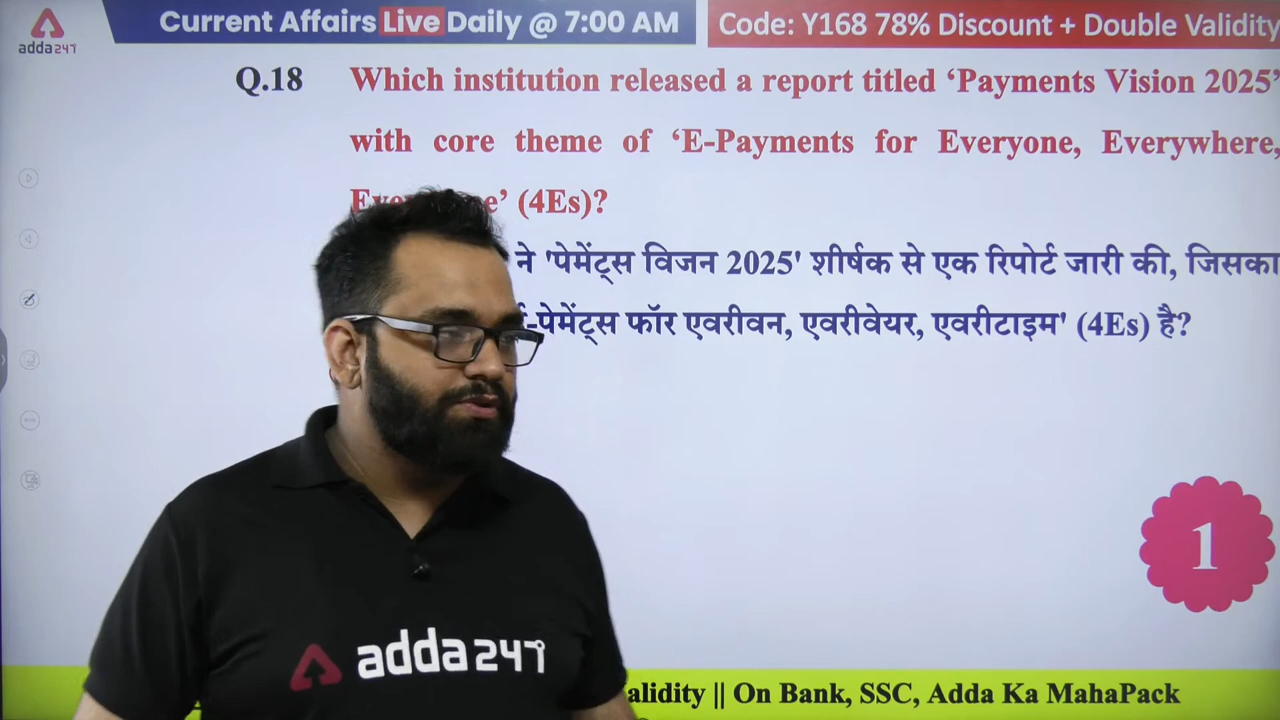 adda247
Current Affairs Live Daily @ 7:00 AM
Code: Y168 78% Discount + Double Validity
Q.18 Which institution released a report titled ‘Payments Vision 2025’
with core theme of ‘E-Payments for Everyone, Everywhere,
(4Es)?
ने 'पेमेंट्स विजन 2025' शीर्षक से एक रिपोर्ट जारी की, जिसका
-पेमेंट्स फॉर एवरीवन, एवरीवेयर, एवरीटाइम' (4Es) है?
1
adda247
|| On Bank, SSC, Adda Ka MahaPack